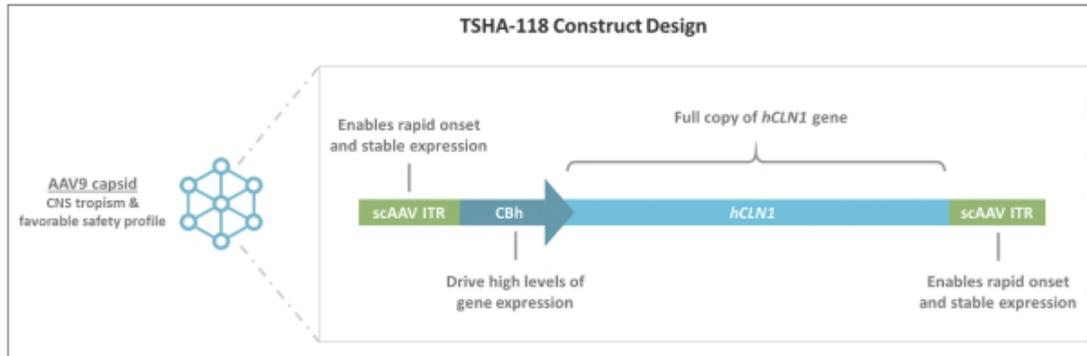 TSHA-118 Construct Design
Enables rapid onset
and stable expression
Full copy of hCLN1 gene
AAV9 capsid
CNS tropism &
favorable safety profile
scAAV ITR
CBh
hCLN1
scAAV ITR
Drive high levels of
gene expression
Enables rapid onset
and stable expression